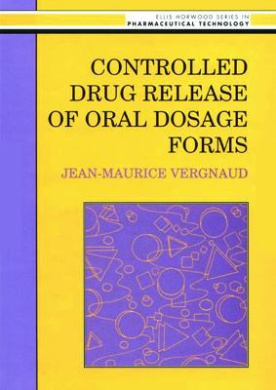 ELLIS HORWOOD SERIES IN
PHARMACEUTICAL TECHNOLOGY
CONTROLLED
DRUG RELEASE
OF ORAL DOSAGE
FORMS
JEAN-MAURICE VERGNAUD